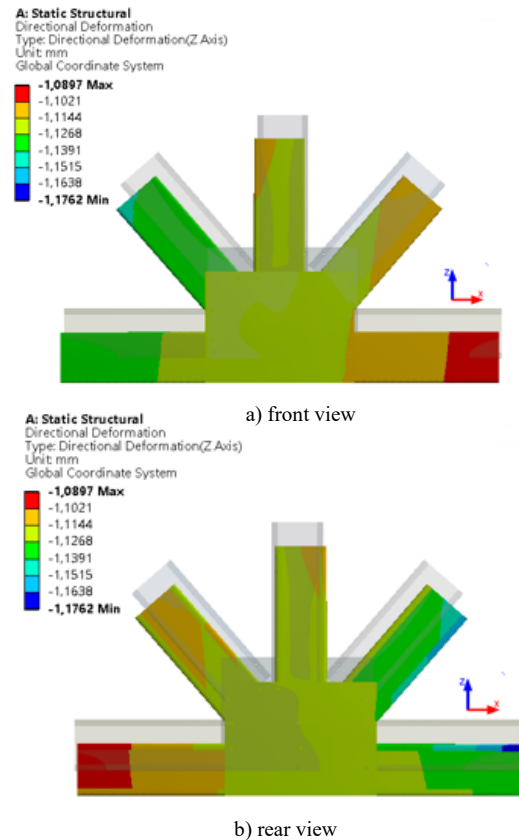 A: Static Structural
Directional Deformation
Type: Directional Deformation(Z Axis)
Unit: mm
Global Coordinate System
-1,0897 Max
-1,1021
-1,1144
-1,1268
-1,1391
-1,1515
-1,1638
-1,1762 Min
z
x
a) front view
A: Static Structural
Directional Deformation
Type: Directional Deformation(Z Axis)
Unit: mm
Global Coordinate System
-1,0897 Max
-1,1021
-1,1144
-1,1268
-1,1391
-1,1515
-1,1638
-1,1762 Min
z
x
b) rear view